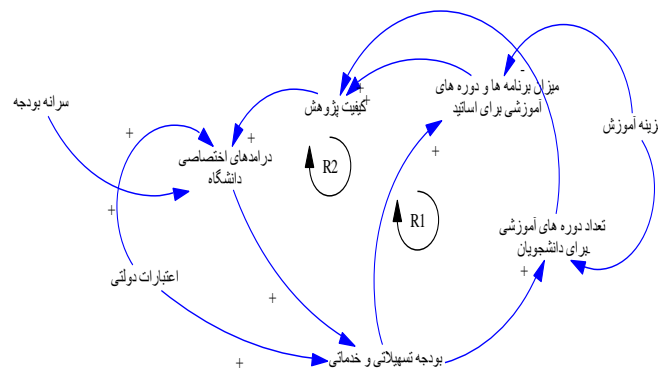 میزان برنامه ها و دوره های
آموزشی برای اساتید
-
کیفیت پژوهش
+
+
سرانه بودجه
زینه آموزش
+
+
+
درامدهای اختصاصی
دانشگاه
R2
R1
+
تعداد دوره های آموزشی
برای دانشجویان
اعتبارات دولتی
+
+
بودجه تسهیلاتی و خدماتی
+